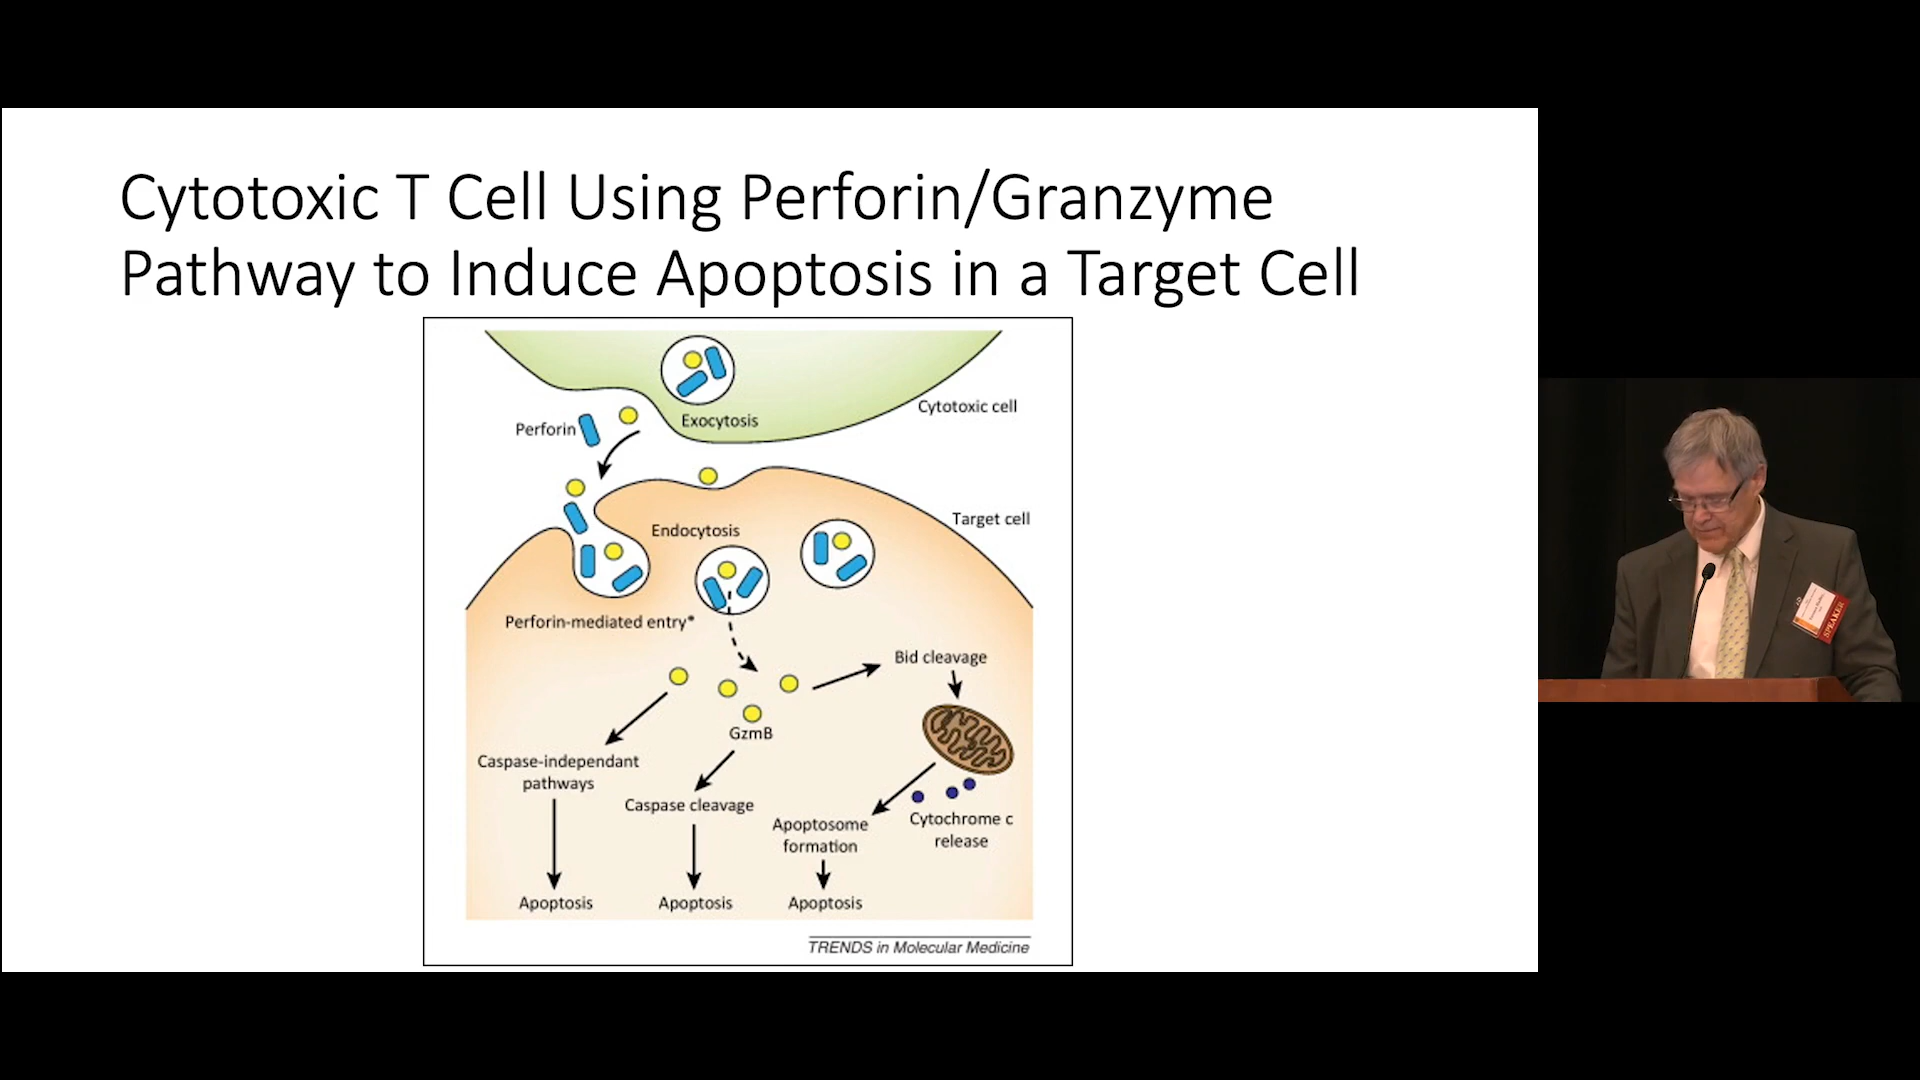 Cytotoxic T Cell Using Perforin/Granzyme
Pathway to Induce Apoptosis in a Target Cell
Exocytosis
Cytotoxic cell
Perforin
Target cell
Endocytosis
Perforin-mediated entry*
Bid cleavage
GzmB
Caspase-independant
pathways
Caspase cleavage
Apoptosome
formation
Cytochrome c
release
Apoptosis
Apoptosis
Apoptosis
TRENDS in Molecular Medicine
SPEAKER